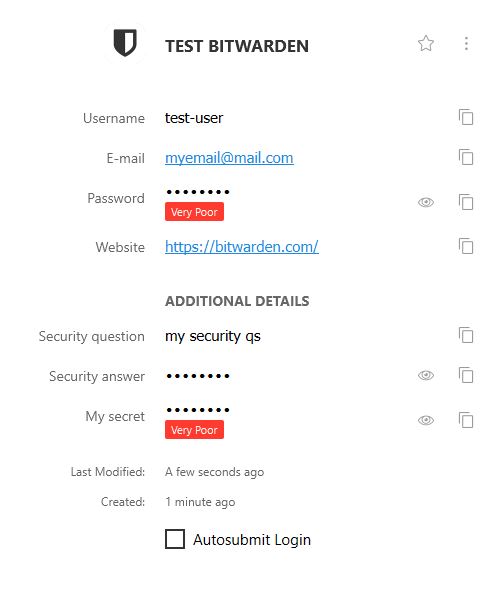 TEST BITWARDEN
Username test-user
E-mail myemail@mail.com
Password ••••••••
Very Poor
Website https://bitwarden.com/
ADDITIONAL DETAILS
Security question my security qs
Security answer ••••••••
My secret ••••••••
Very Poor
Last Modified: A few seconds ago
Created: 1 minute ago
Autosubmit Login